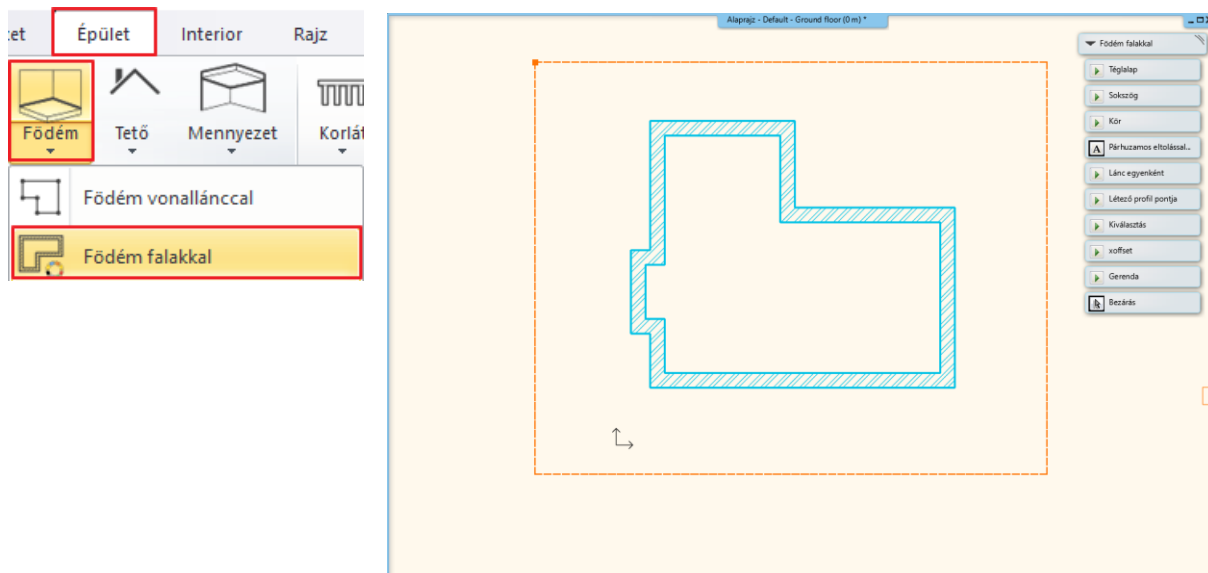 et
Épület
Interior
Rajz
Födém
Tető
Mennyezet
Korlát
Födém vonallánccal
Födém falakkal
Alaprajz - Default - Ground floor (0 m) *
Födém falakkal
Téglalap
Sokszög
Kör
A Párhuzamos eltolással...
Lánc egyenként
Létező profil pontja
Kiválasztás
xoffset
Gerenda
Bezárás